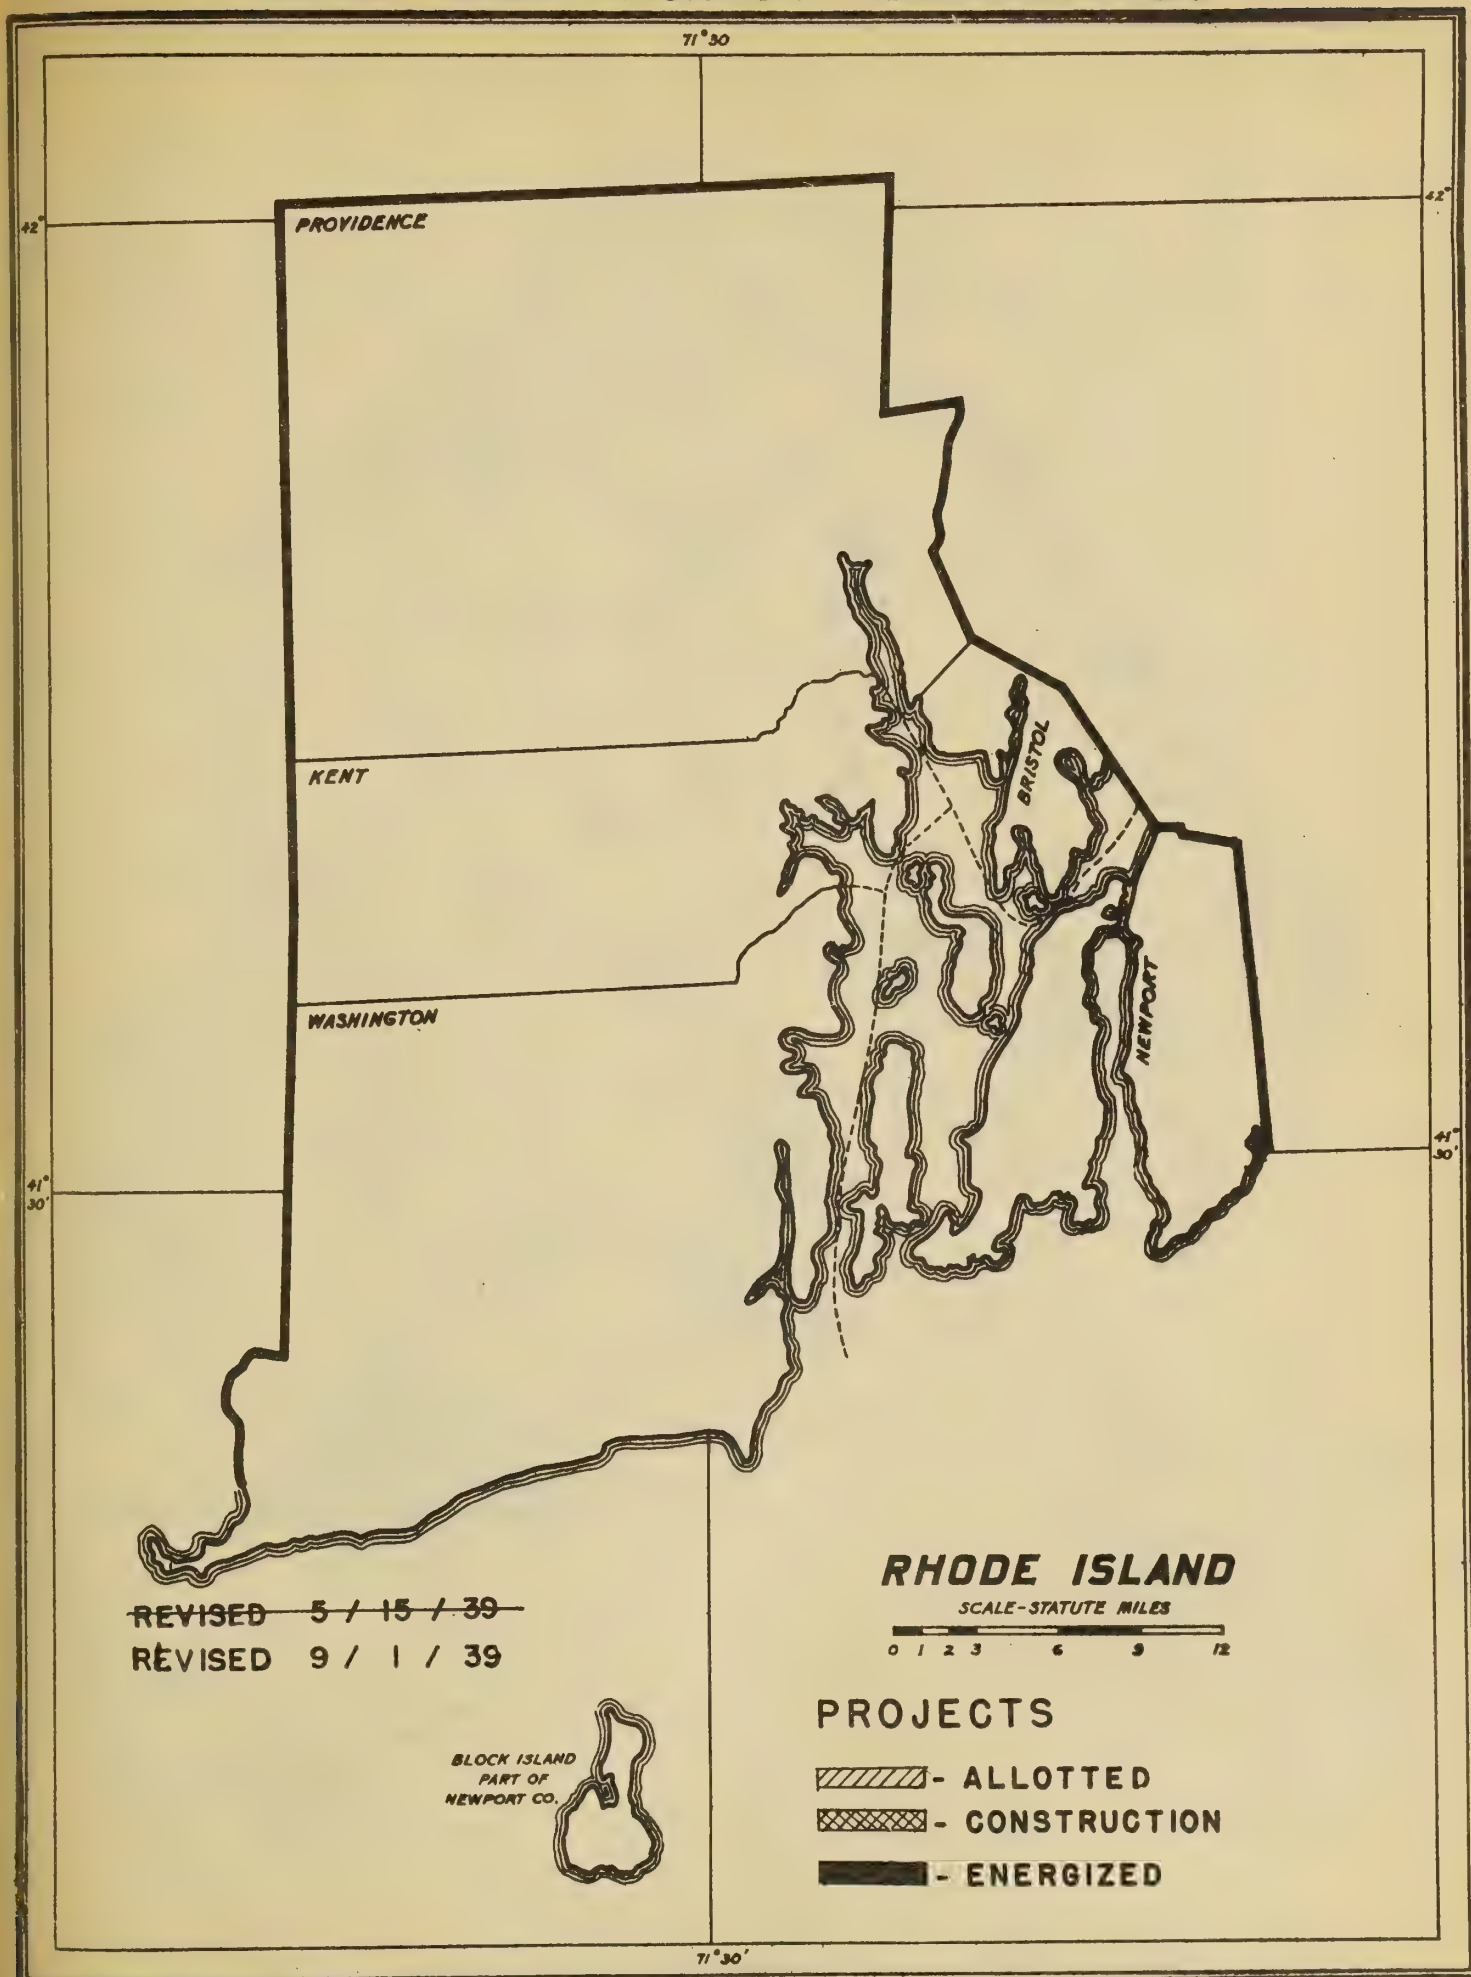 71°30
42°
42°
PROVIDENCE
KENT
BRISTOL
WASHINGTON
NEWPORT
41°
30'
41°
30'
REVISED 5 / 15 / 39
REVISED 9 / 1 / 39
RHODE ISLAND
SCALE-STATUTE MILES
0 1 2 3 6 9 12
PROJECTS
BLOCK ISLAND
PART OF
NEWPORT CO.
- ALLOTTED
- CONSTRUCTION
- ENERGIZED
71°30'